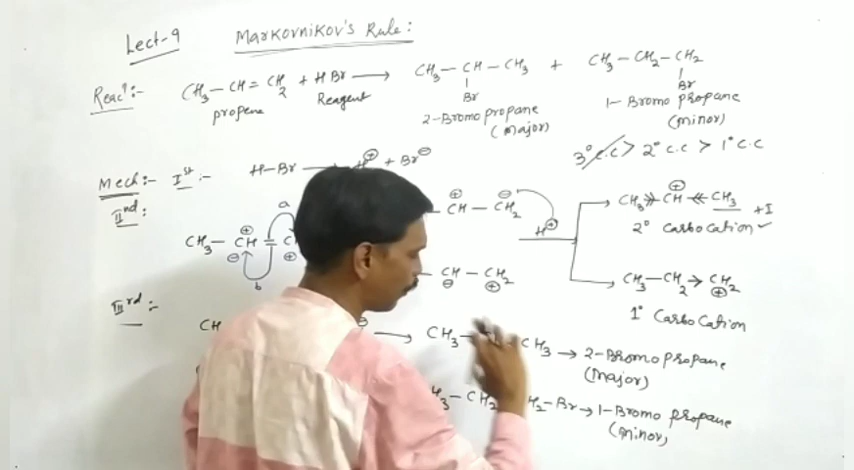 Lect-9 Markovnikov's Rule:
Reacn:- CH3-CH=CH2 + HBr ⟶ CH3-CH-CH3 + CH3-CH2-CH2
Br Br
propene Reagent 2-Bromo propane 1-Bromo propane
(Major) (minor)
3° C.C > 2° C.C > 1° C.C
Mech:- Ist:- H-Br ⟶ H⊕ + Br⊖
IInd:
a
⊕ ⊖
CH - CH2 H⊕ CH3 ↠ CH ↞ CH3 +I
⊕
2° Carbocation ✓
⊕
CH3-CH = C
⊖ ⊕
b
CH - CH2 CH3-CH2→CH2
⊖ ⊕ ⊕
1° Carbocation
IIIrd:- CH ⊖ ⟶ CH3- CH3 → 2-Bromo propane
(Major)
H3-CH2 H2-Br → 1-Bromo propane
(minor)